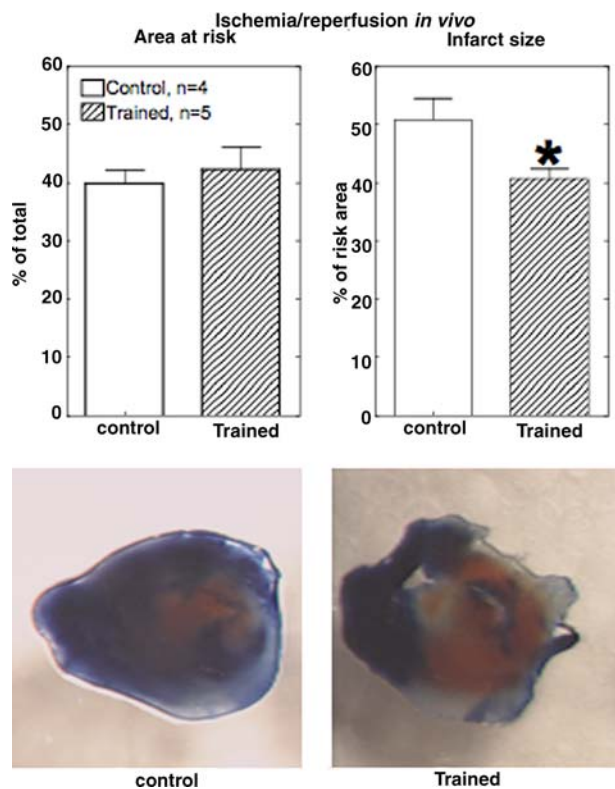 Ischemia/reperfusion in vivo
Area at risk
Infarct size
60
50
40
30
20
10
0
% of total
Control, n=4
Trained, n=5
control
Trained
60
50
40
30
20
10
0
% of risk area
*
control
Trained
control
Trained